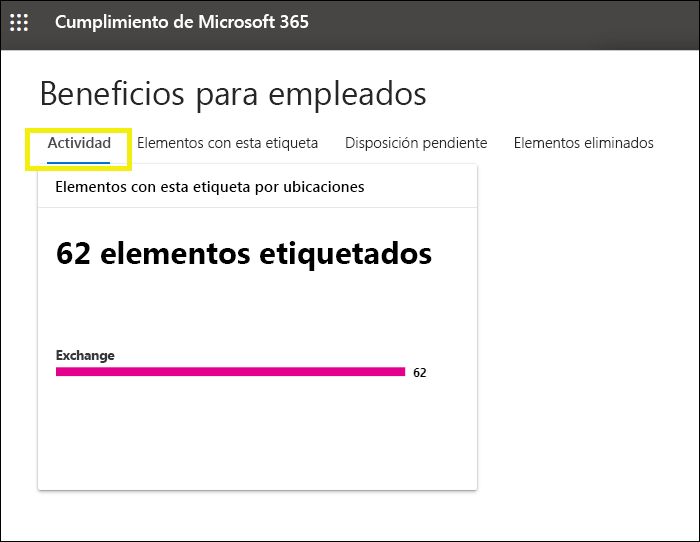 Cumplimiento de Microsoft 365
Beneficios para empleados
Actividad Elementos con esta etiqueta Disposición pendiente Elementos eliminados
Elementos con esta etiqueta por ubicaciones
62 elementos etiquetados
Exchange
62